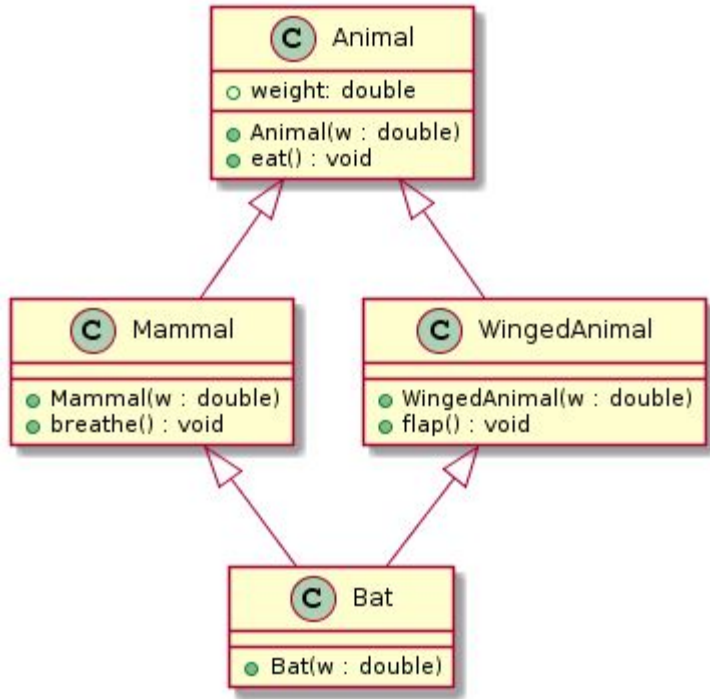 C Animal
weight: double
Animal(w : double)
eat() : void
C Mammal
Mammal(w : double)
breathe() : void
C WingedAnimal
WingedAnimal(w : double)
flap() : void
C Bat
Bat(w : double)